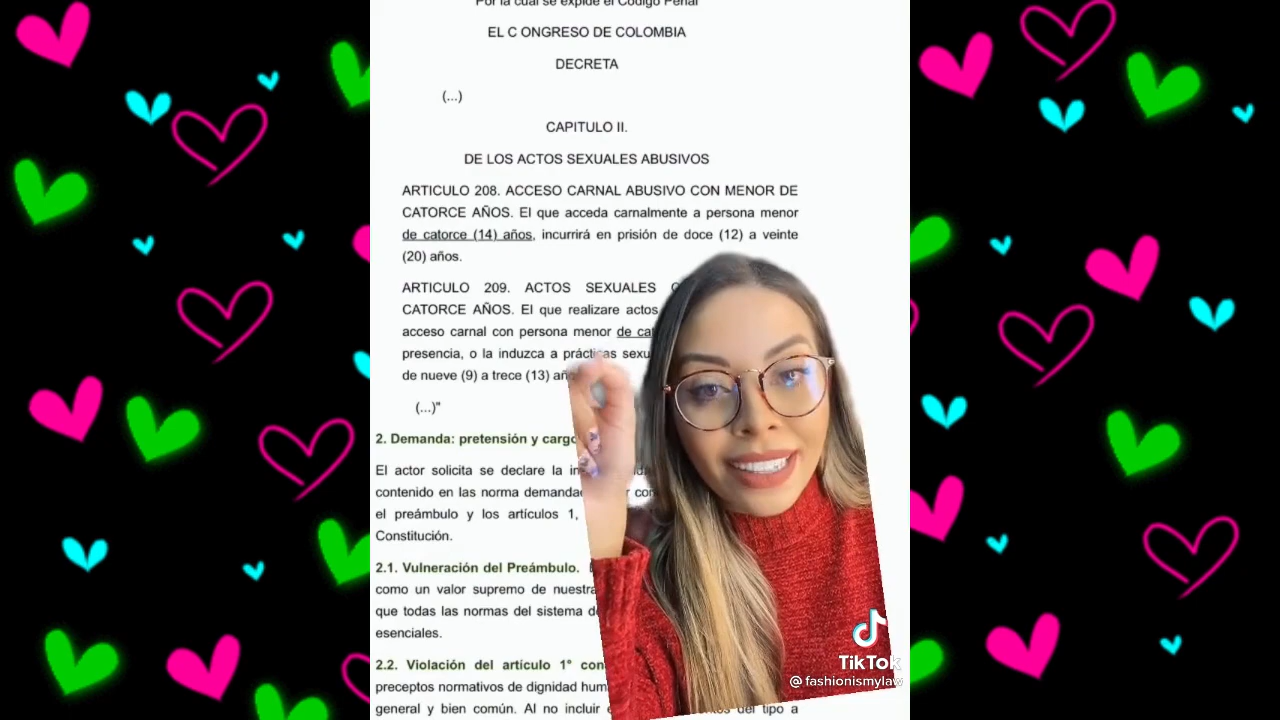 Por la cual se expide el Código Penal
EL C ONGRESO DE COLOMBIA
DECRETA
(...)
CAPITULO II.
DE LOS ACTOS SEXUALES ABUSIVOS
ARTICULO 208. ACCESO CARNAL ABUSIVO CON MENOR DE
CATORCE AÑOS. El que acceda carnalmente a persona menor
de catorce (14) años, incurrirá en prisión de doce (12) a veinte
(20) años.
ARTICULO 209. ACTOS SEXUALES
CATORCE AÑOS. El que realizare actos
acceso carnal con persona menor de
presencia, o la induzca a prácticas
de nueve (9) a trece (13)
(...)"
2. Demanda: pretensión y
El actor solicita se declare la
contenido en las norma
el preámbulo y los artículos 1,
Constitución.
2.1. Vulneración del Preámbulo.
como un valor supremo de nuestra
que todas las normas del sistema
esenciales.
2.2. Violación del artículo 1°
preceptos normativos de dignidad
general y bien común. Al no incluir del tipo a
TikTok
@fashionismylaw